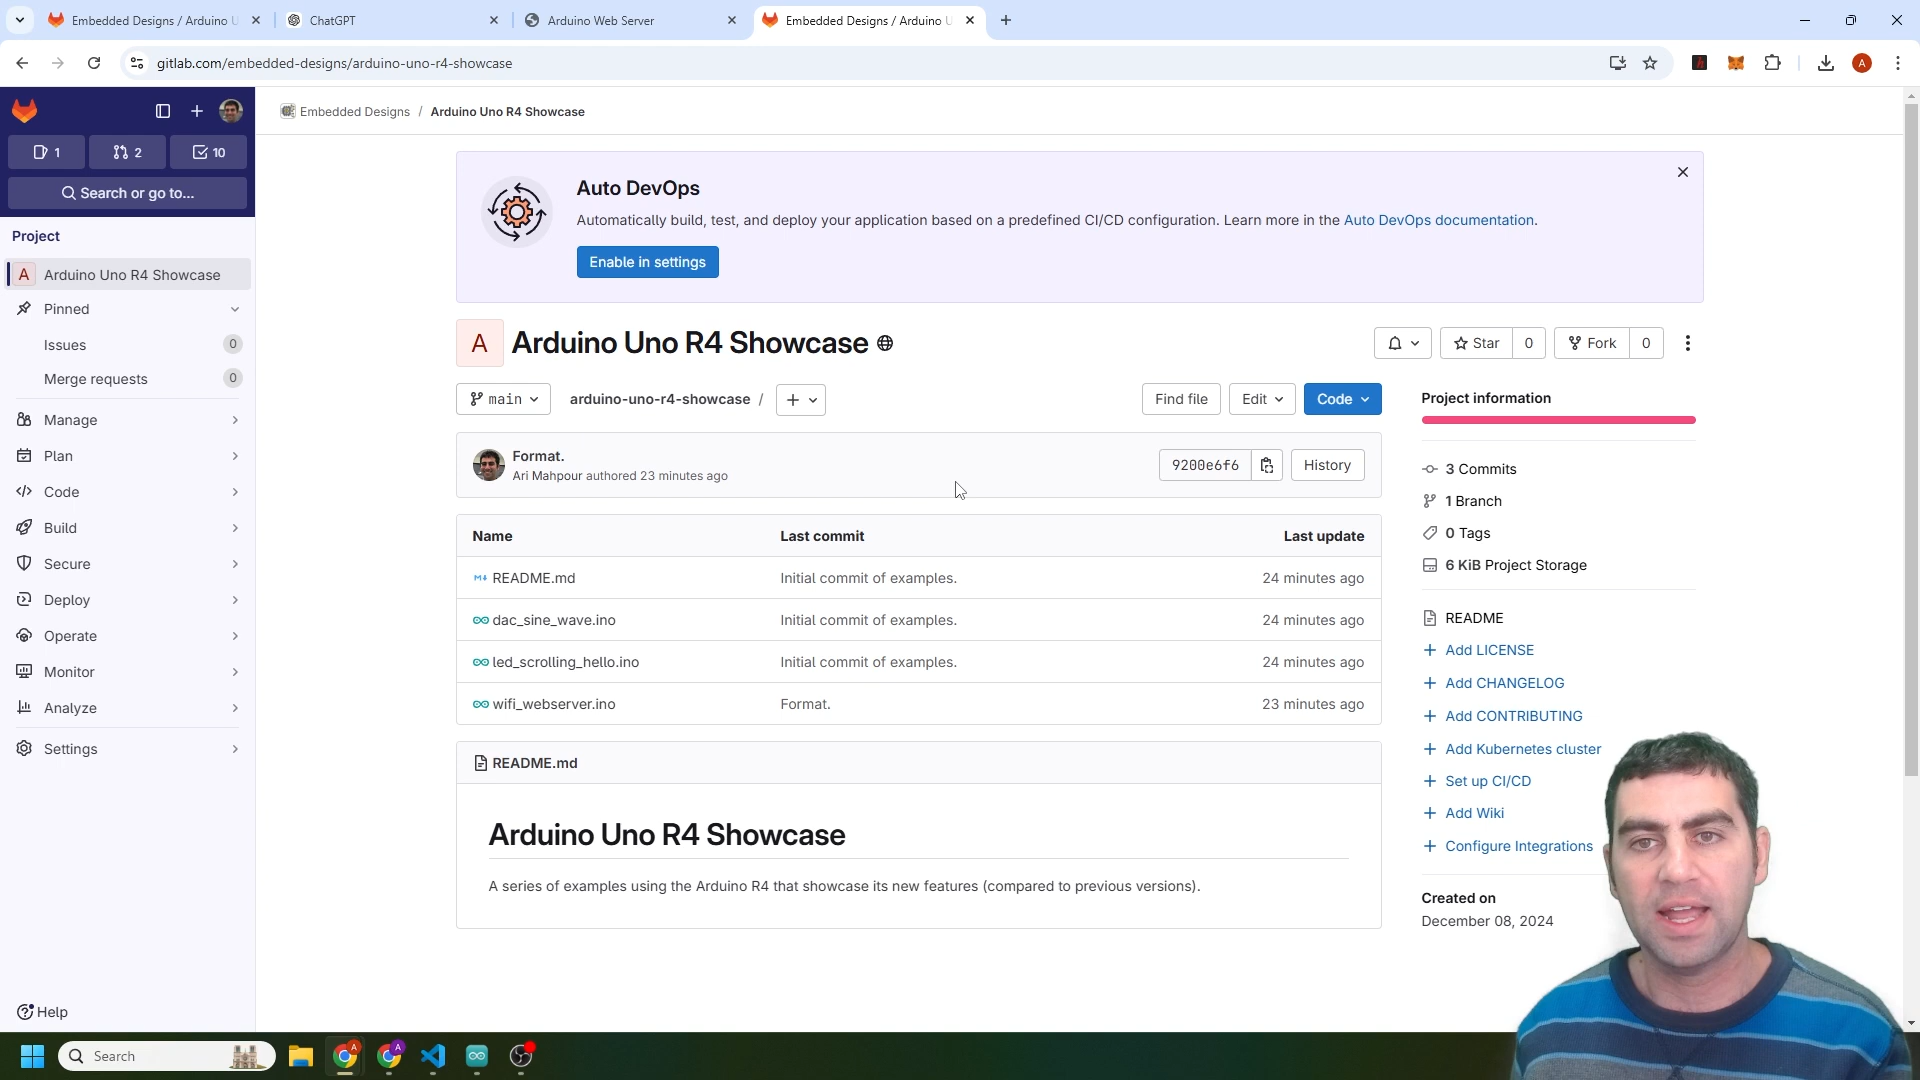 Embedded Designs / Arduino U
ChatGPT
Arduino Web Server
Embedded Designs / Arduino U
gitlab.com/embedded-designs/arduino-uno-r4-showcase
A
1
2
10
Search or go to...
Project
A Arduino Uno R4 Showcase
Pinned
Issues 0
Merge requests 0
Manage
Plan
Code
Build
Secure
Deploy
Operate
Monitor
Analyze
Settings
Help
Embedded Designs / Arduino Uno R4 Showcase
Auto DevOps
Automatically build, test, and deploy your application based on a predefined CI/CD configuration. Learn more in the Auto DevOps documentation.
Enable in settings
A Arduino Uno R4 Showcase
Star 0
Fork 0
main
arduino-uno-r4-showcase /
Find file
Edit
Code
Format.
Ari Mahpour authored 23 minutes ago
9200e6f6
History
Name Last commit Last update
README.md Initial commit of examples. 24 minutes ago
dac_sine_wave.ino Initial commit of examples. 24 minutes ago
led_scrolling_hello.ino Initial commit of examples. 24 minutes ago
wifi_webserver.ino Format. 23 minutes ago
README.md
Arduino Uno R4 Showcase
A series of examples using the Arduino R4 that showcase its new features (compared to previous versions).
Project information
3 Commits
1 Branch
0 Tags
6 KiB Project Storage
README
Add LICENSE
Add CHANGELOG
Add CONTRIBUTING
Add Kubernetes cluster
Set up CI/CD
Add Wiki
Configure Integrations
Created on
December 08, 2024
Search
A
A